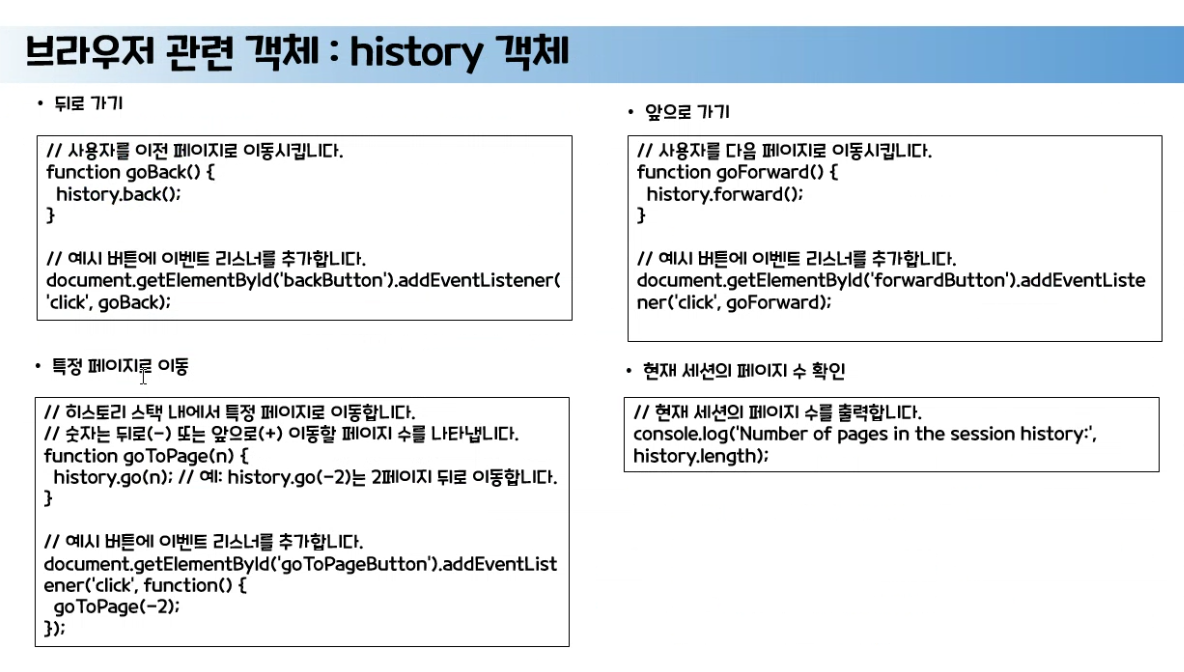 브라우저 관련 객체 : history 객체
• 뒤로 가기
// 사용자를 이전 페이지로 이동시킵니다.
function goBack() {
history.back();
}
// 예시 버튼에 이벤트 리스너를 추가합니다.
document.getElementById('backButton').addEventListener(
'click', goBack);
• 앞으로 가기
// 사용자를 다음 페이지로 이동시킵니다.
function goForward() {
history.forward();
}
// 예시 버튼에 이벤트 리스너를 추가합니다.
document.getElementById('forwardButton').addEventListe
ner('click', goForward);
• 특정 페이지로 이동
// 히스토리 스택 내에서 특정 페이지로 이동합니다.
// 숫자는 뒤로(-) 또는 앞으로(+) 이동할 페이지 수를 나타냅니다.
function goToPage(n) {
history.go(n); // 예: history.go(-2)는 2페이지 뒤로 이동합니다.
}
// 예시 버튼에 이벤트 리스너를 추가합니다.
document.getElementById('goToPageButton').addEventList
ener('click', function() {
goToPage(-2);
});
• 현재 세션의 페이지 수 확인
// 현재 세션의 페이지 수를 출력합니다.
console.log('Number of pages in the session history:',
history.length);